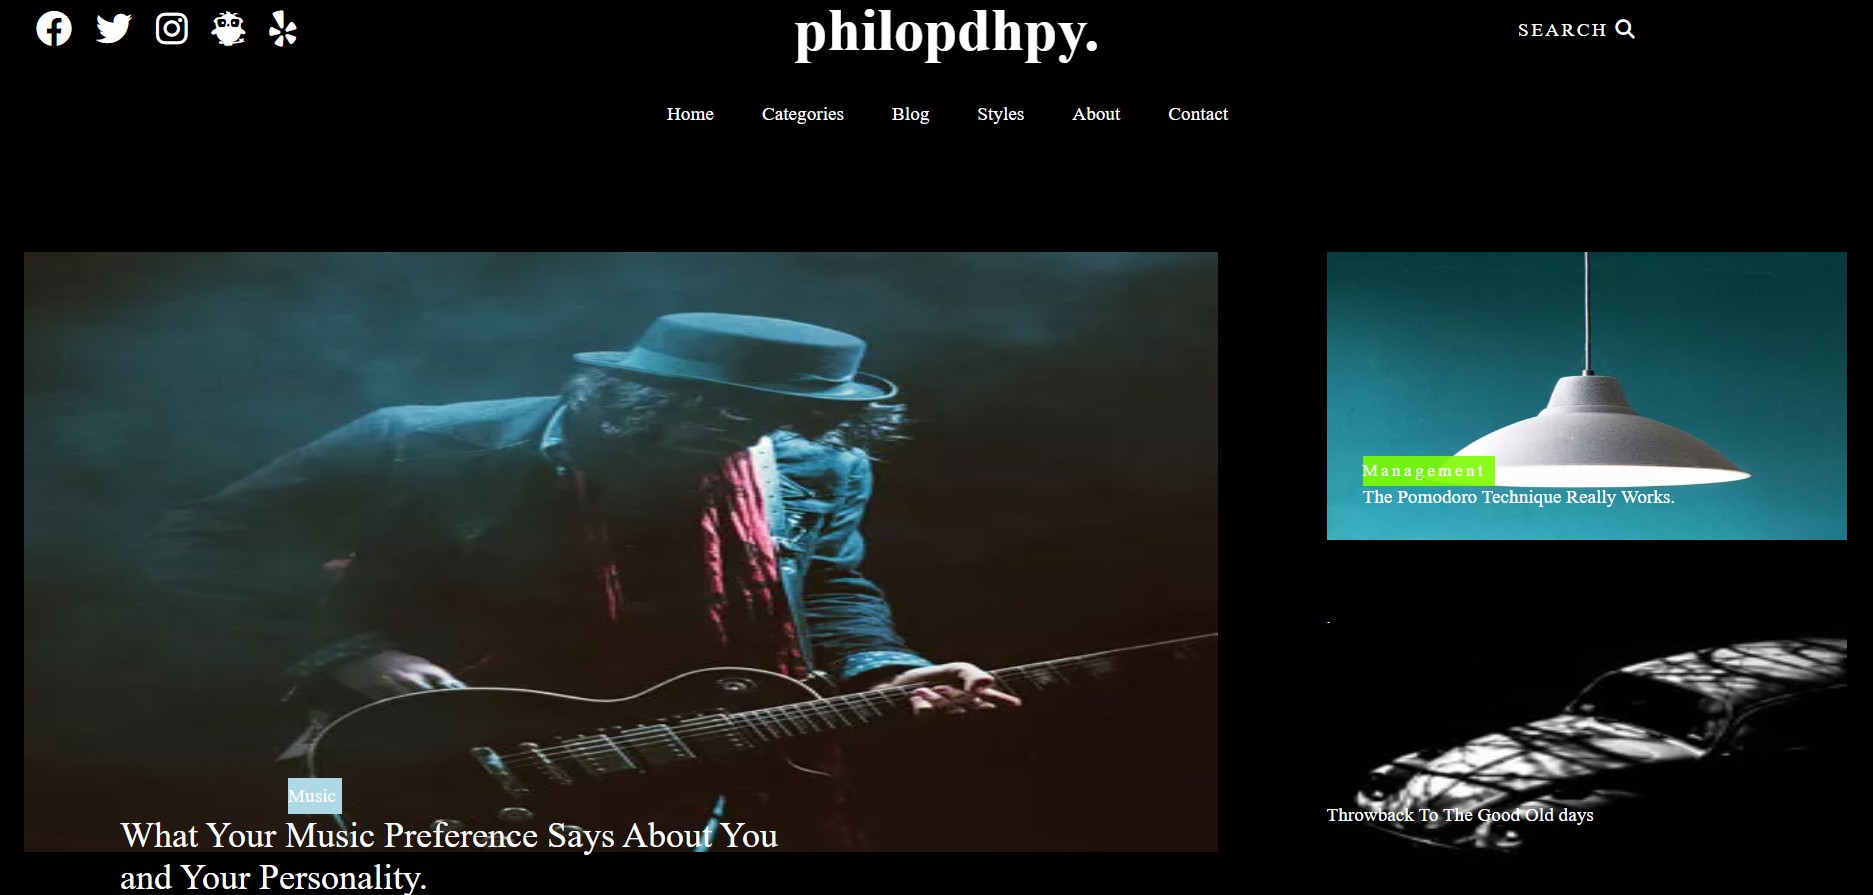 philopdhpy.
SEARCH
Home Categories Blog Styles About Contact
Management
The Pomodoro Technique Really Works.
Music
What Your Music Preference Says About You
and Your Personality.
-
Throwback To The Good Old days